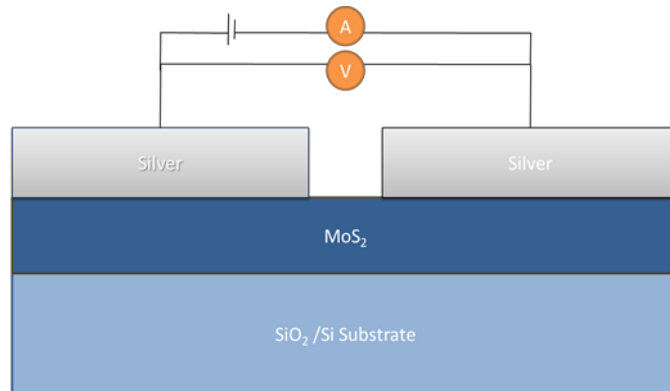 A
V
Silver
Silver
MoS₂
SiO₂ /Si Substrate